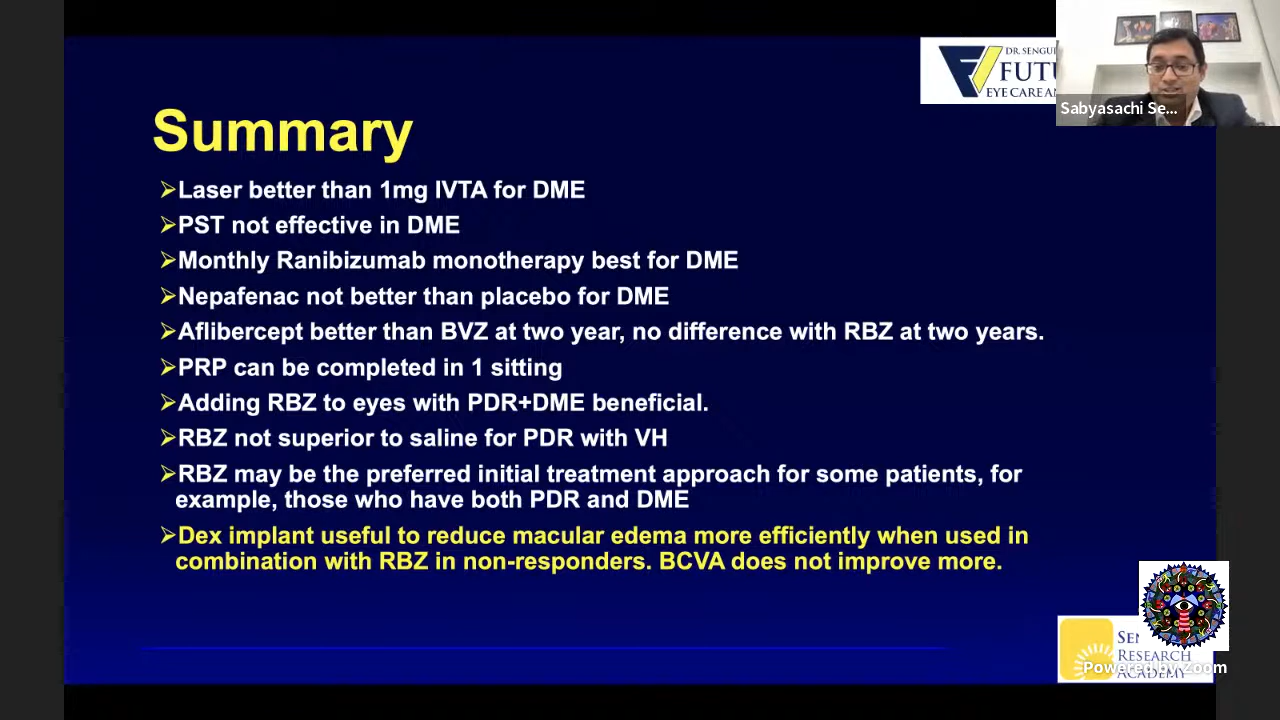 DR. SENGU
FUTU
EYE CARE AN
Sabyasachi Se...
Summary
➢Laser better than 1mg IVTA for DME
➢PST not effective in DME
➢Monthly Ranibizumab monotherapy best for DME
➢Nepafenac not better than placebo for DME
➢Aflibercept better than BVZ at two year, no difference with RBZ at two years.
➢PRP can be completed in 1 sitting
➢Adding RBZ to eyes with PDR+DME beneficial.
➢RBZ not superior to saline for PDR with VH
➢RBZ may be the preferred initial treatment approach for some patients, for
example, those who have both PDR and DME
➢Dex implant useful to reduce macular edema more efficiently when used in
combination with RBZ in non-responders. BCVA does not improve more.
SEN
RESEARCH
ACADEMY
Powered by Zoom